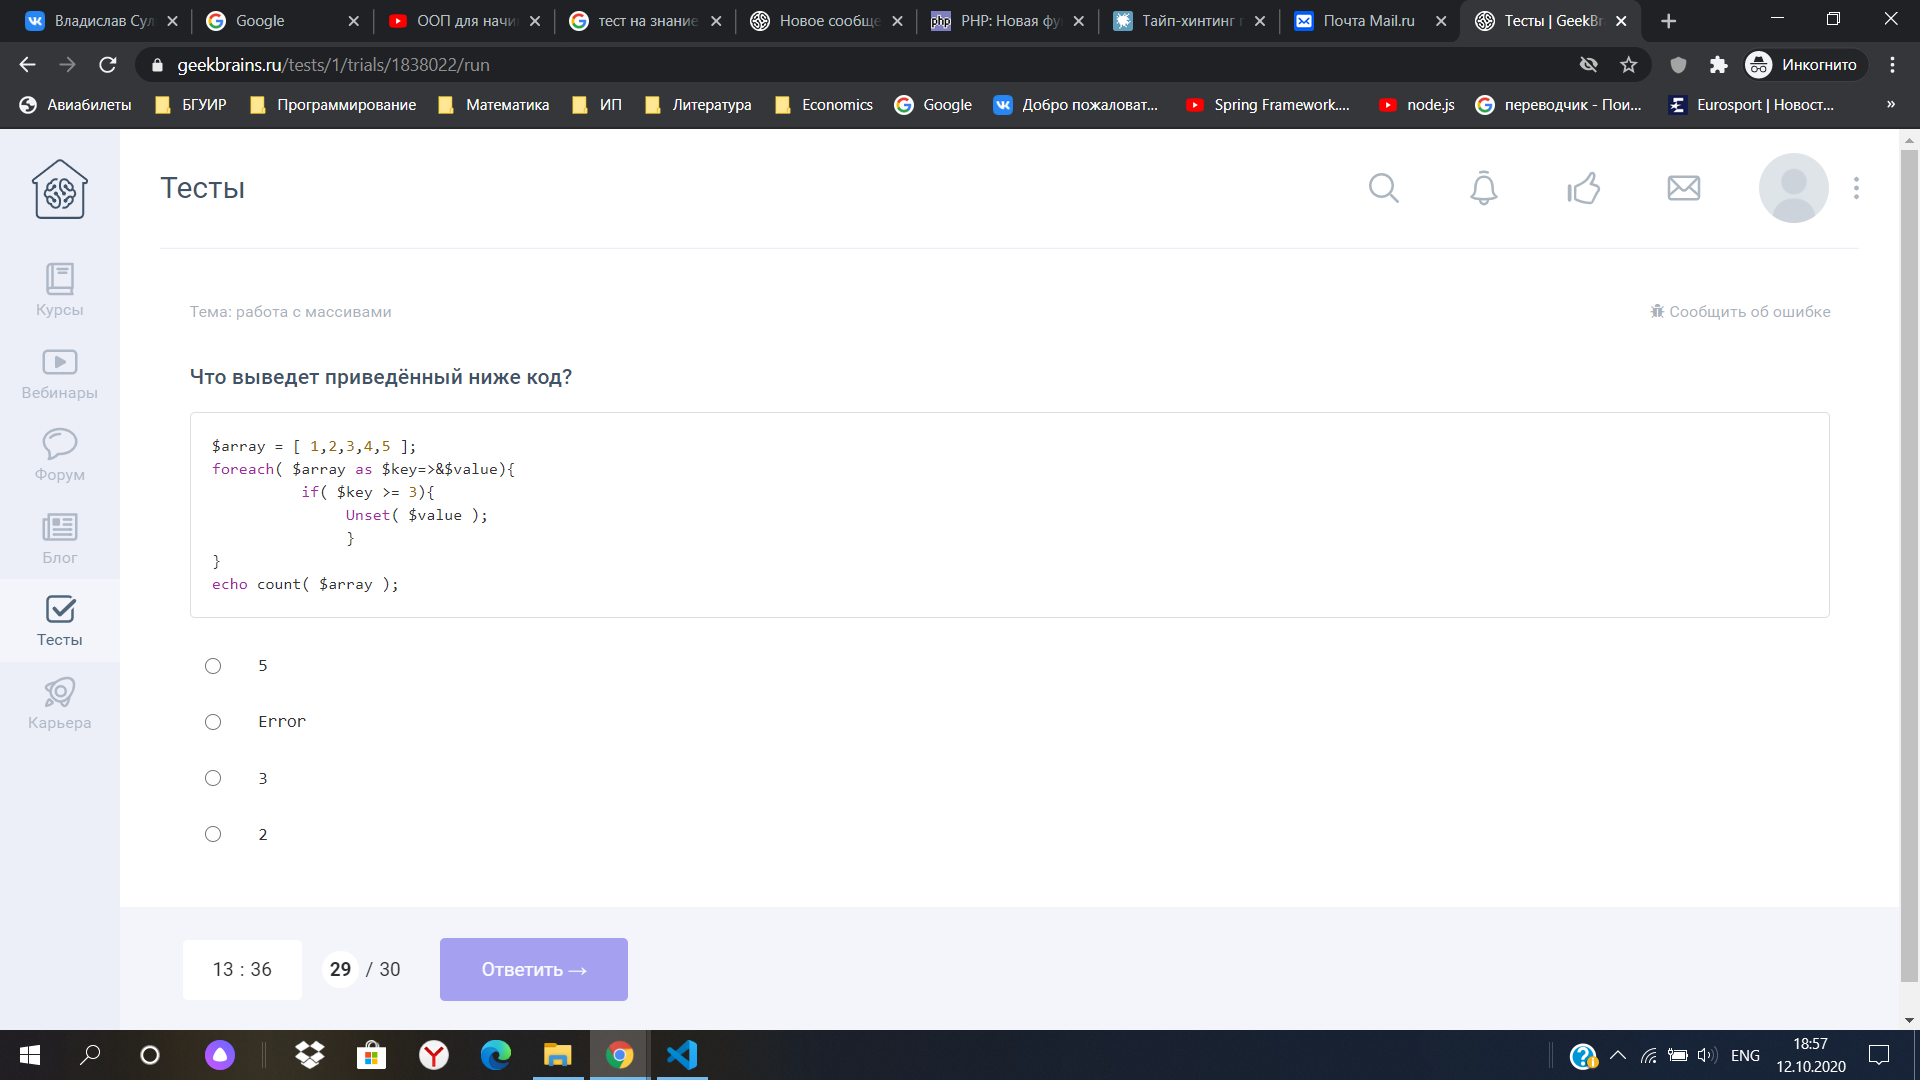 Владислав Сул
Google
ООП для начи
тест на знание
Новое сообще
php
PHP: Новая фу
Тайп-хинтинг
Почта Mail.ru
Тесты | GeekBr
geekbrains.ru/tests/1/trials/1838022/run
Инкогнито
Авиабилеты
БГУИР
Программирование
Математика
ИП
Литература
Economics
Google
Добро пожаловат...
Spring Framework....
node.js
переводчик - Пои...
Eurosport | Новост...
»
Тесты
Курсы
Вебинары
Форум
Блог
Тесты
Карьера
Тема: работа с массивами
Сообщить об ошибке
Что выведет приведённый ниже код?
$array = [ 1,2,3,4,5 ];
foreach( $array as $key=>&$value){
if( $key >= 3){
Unset( $value );
}
}
echo count( $array );
5
Error
3
2
13 : 36
29 / 30
Ответить →
ENG
18:57
12.10.2020